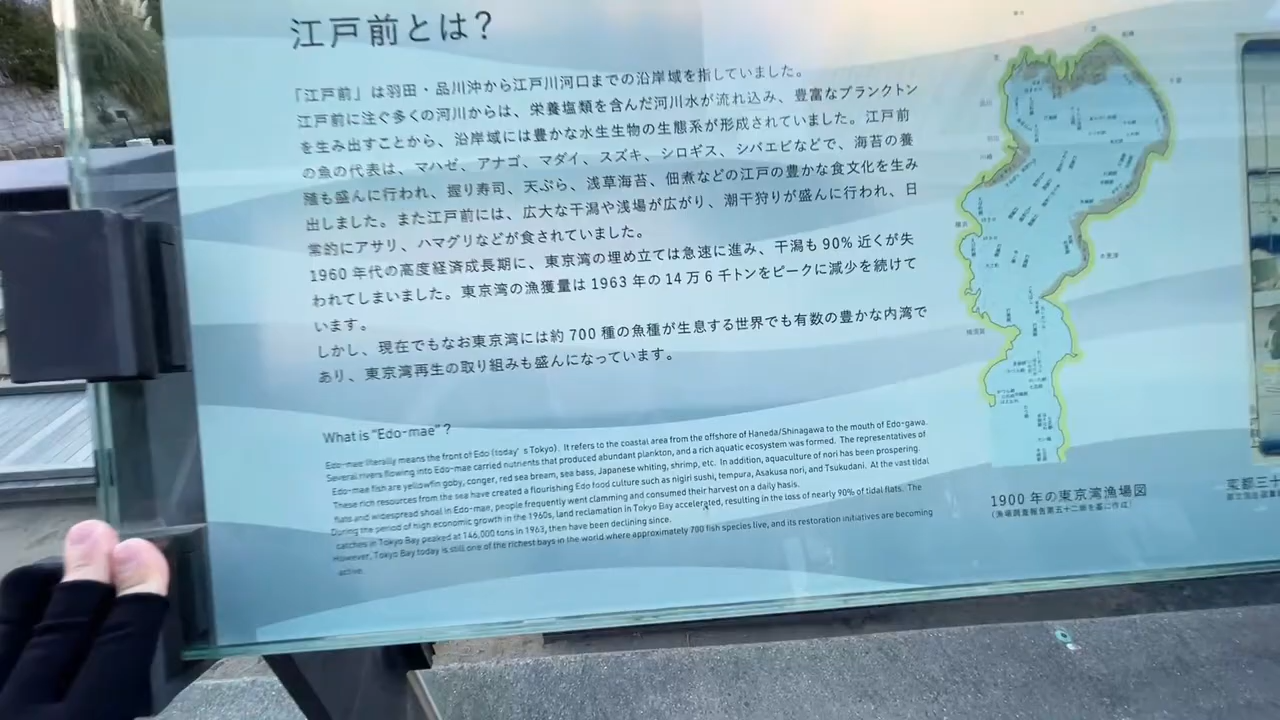 江戸前とは？
「江戸前」は羽田・品川沖から江戸川河口までの沿岸域を指していました。
江戸前に注ぐ多くの河川からは、栄養塩類を含んだ河川水が流れ込み、豊富なプランクトン
を生み出すことから、沿岸域には豊かな水生生物の生態系が形成されていました。江戸前
の魚の代表は、マハゼ、アナゴ、マダイ、スズキ、シロギス、シバエビなどで、海苔の養
殖も盛んに行われ、握り寿司、天ぷら、浅草海苔、佃煮などの江戸の豊かな食文化を生み
出しました。また江戸前には、広大な干潟や浅場が広がり、潮干狩りが盛んに行われ、日
常的にアサリ、ハマグリなどが食されていました。
1960 年代の高度経済成長期に、東京湾の埋め立ては急速に進み、干潟も 90% 近くが失
われてしまいました。東京湾の漁獲量は 1963 年の 14 万 6 千トンをピークに減少を続けて
います。
しかし、現在でもなお東京湾には約 700 種の魚種が生息する世界でも有数の豊かな内湾で
あり、東京湾再生の取り組みも盛んになっています。
What is “Edo-mae”？
Edo-mae literally means the front of Edo (today’s Tokyo). It refers to the coastal area from the offshore of Haneda/Shinagawa to the mouth of Edo-gawa.
Several rivers flowing into Edo-mae carried nutrients that produced abundant plankton, and a rich aquatic ecosystem was formed. The representatives of
Edo-mae fish are yellowfin goby, conger, red sea bream, sea bass, Japanese whiting, shrimp, etc. In addition, aquaculture of nori has been prospering.
These rich resources from the sea have created a flourishing Edo food culture such as nigiri sushi, tempura, Asakusa nori, and Tsukudani. At the vast tidal
flats and widespread shoal in Edo-mae, people frequently went clamming and consumed their harvest on a daily basis.
During the period of high economic growth in the 1960s, land reclamation in Tokyo Bay accelerated, resulting in the loss of nearly 90% of tidal flats. The
catches in Tokyo Bay peaked at 146,000 tons in 1963, then have been declining since.
However, Tokyo Bay today is still one of the richest bays in the world where approximately 700 fish species live, and its restoration initiatives are becoming
active.
1900 年の東京湾漁場図
（漁場調査報告第五十二冊を基に作成）